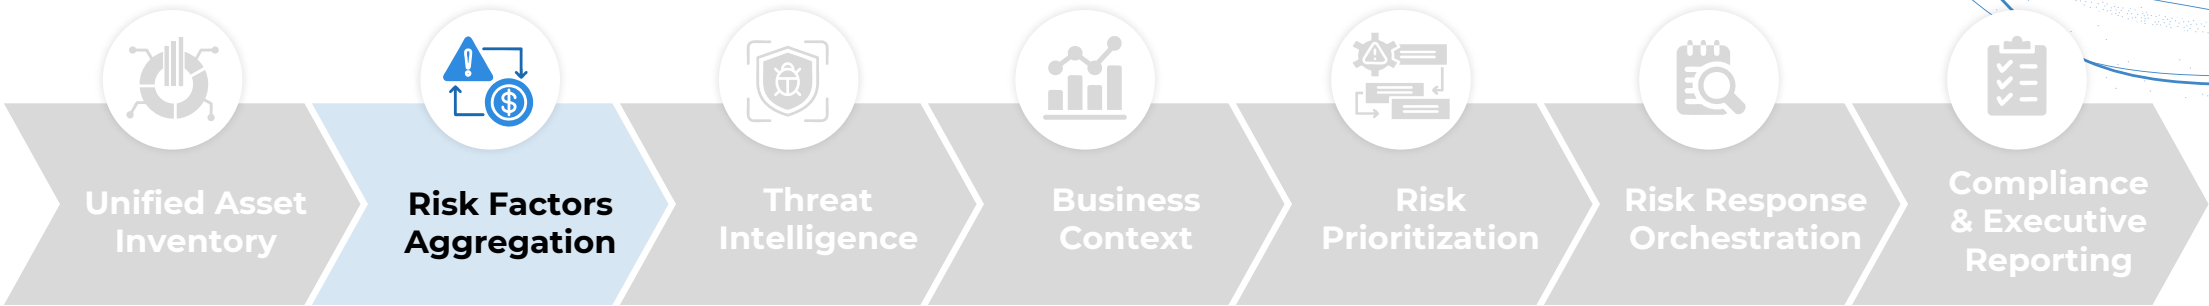 Unified Asset
Inventory
Risk Factors
Aggregation
Threat
Intelligence
Business
Context
Risk
Prioritization
Risk Response
Orchestration
Compliance
& Executive
Reporting